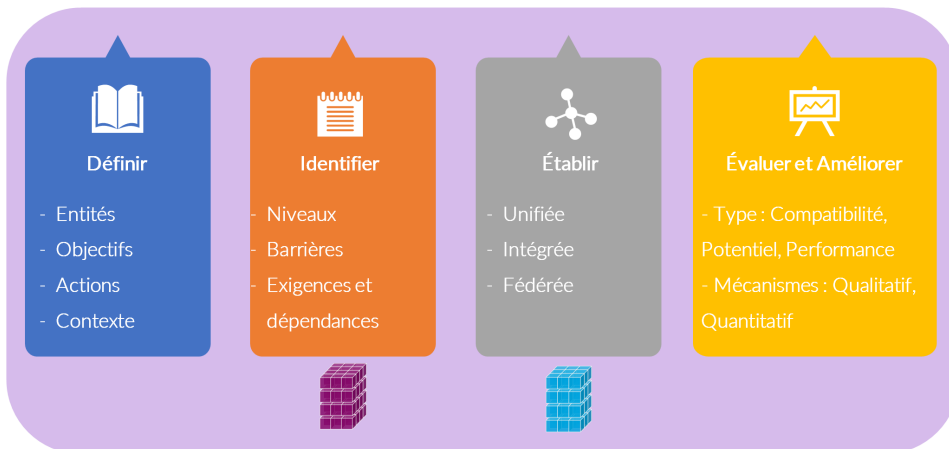 Définir
- Entités
- Objectifs
- Actions
- Contexte
Identifier
- Niveaux
- Barrières
- Exigences et
dépendances
Établir
- Unifiée
- Intégrée
- Fédérée
Évaluer et Améliorer
- Type : Compatibilité,
Potentiel, Performance
- Mécanismes : Qualitatif,
Quantitatif